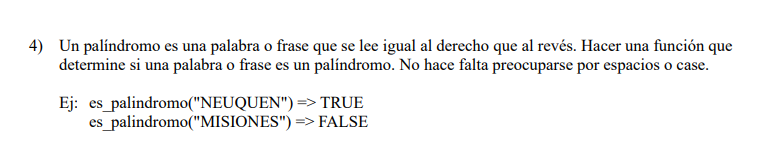 4) Un palíndromo es una palabra o frase que se lee igual al derecho que al revés. Hacer una función que
determine si una palabra o frase es un palíndromo. No hace falta preocuparse por espacios o case.
Ej: es_palindromo("NEUQUEN") => TRUE
es_palindromo("MISIONES") => FALSE